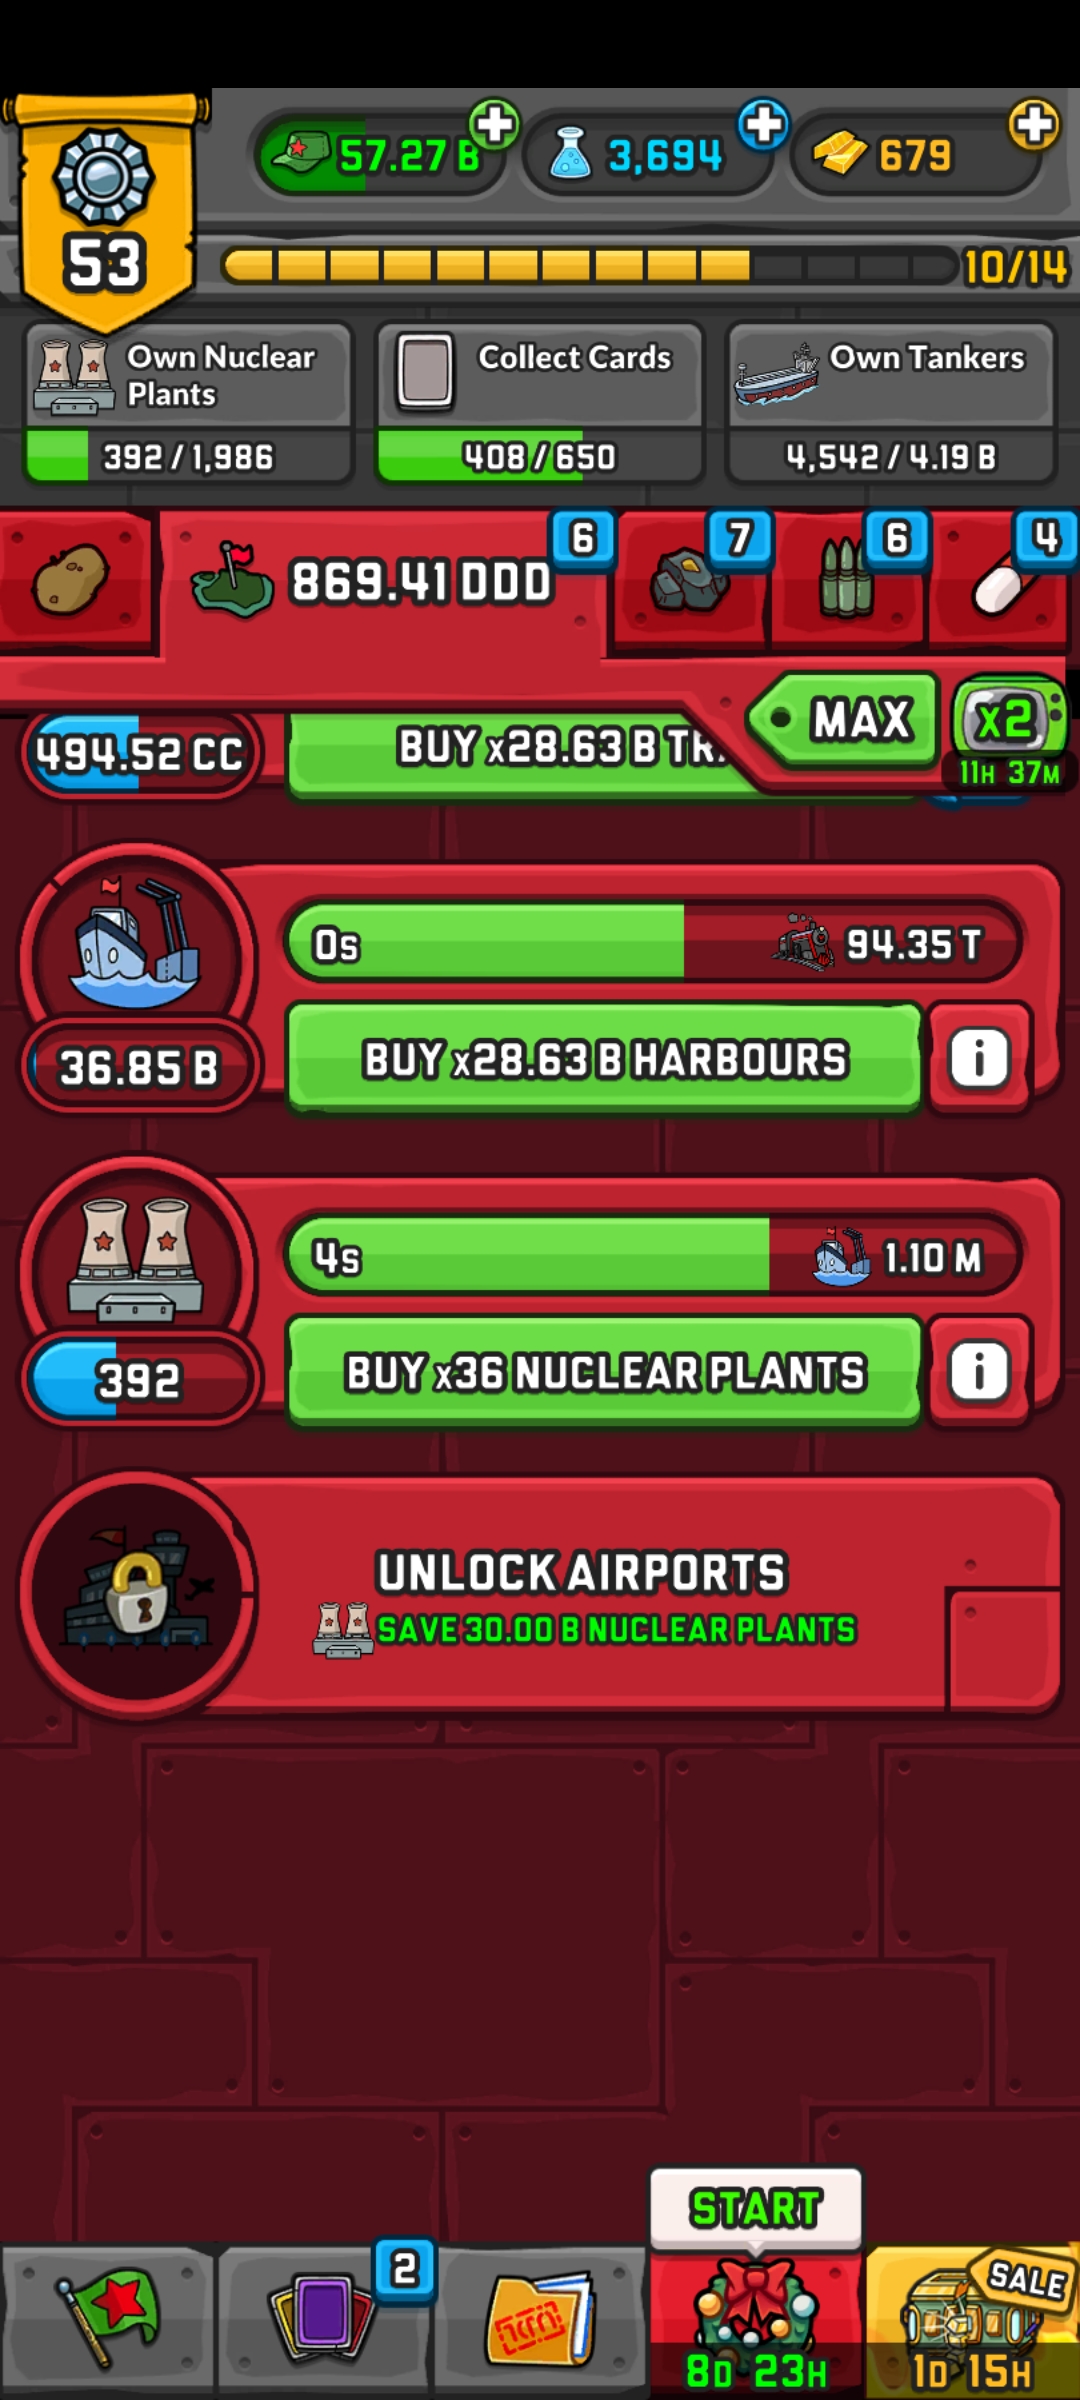 57.27 B
3,694
679
53
10/14
Own Nuclear
Plants
392 / 1,986
Collect Cards
408 / 650
Own Tankers
4,542 / 4.19 B
869.41 DDD
6
7
6
4
MAX
x2
11H 37M
494.52 CC
BUY x28.63 B
0s
94.35 T
36.85 B
BUY x28.63 B HARBOURS
i
4s
1.10 M
392
BUY x36 NUCLEAR PLANTS
i
UNLOCK AIRPORTS
SAVE 30.00 B NUCLEAR PLANTS
START
2
SALE
8D 23H
1D 15H